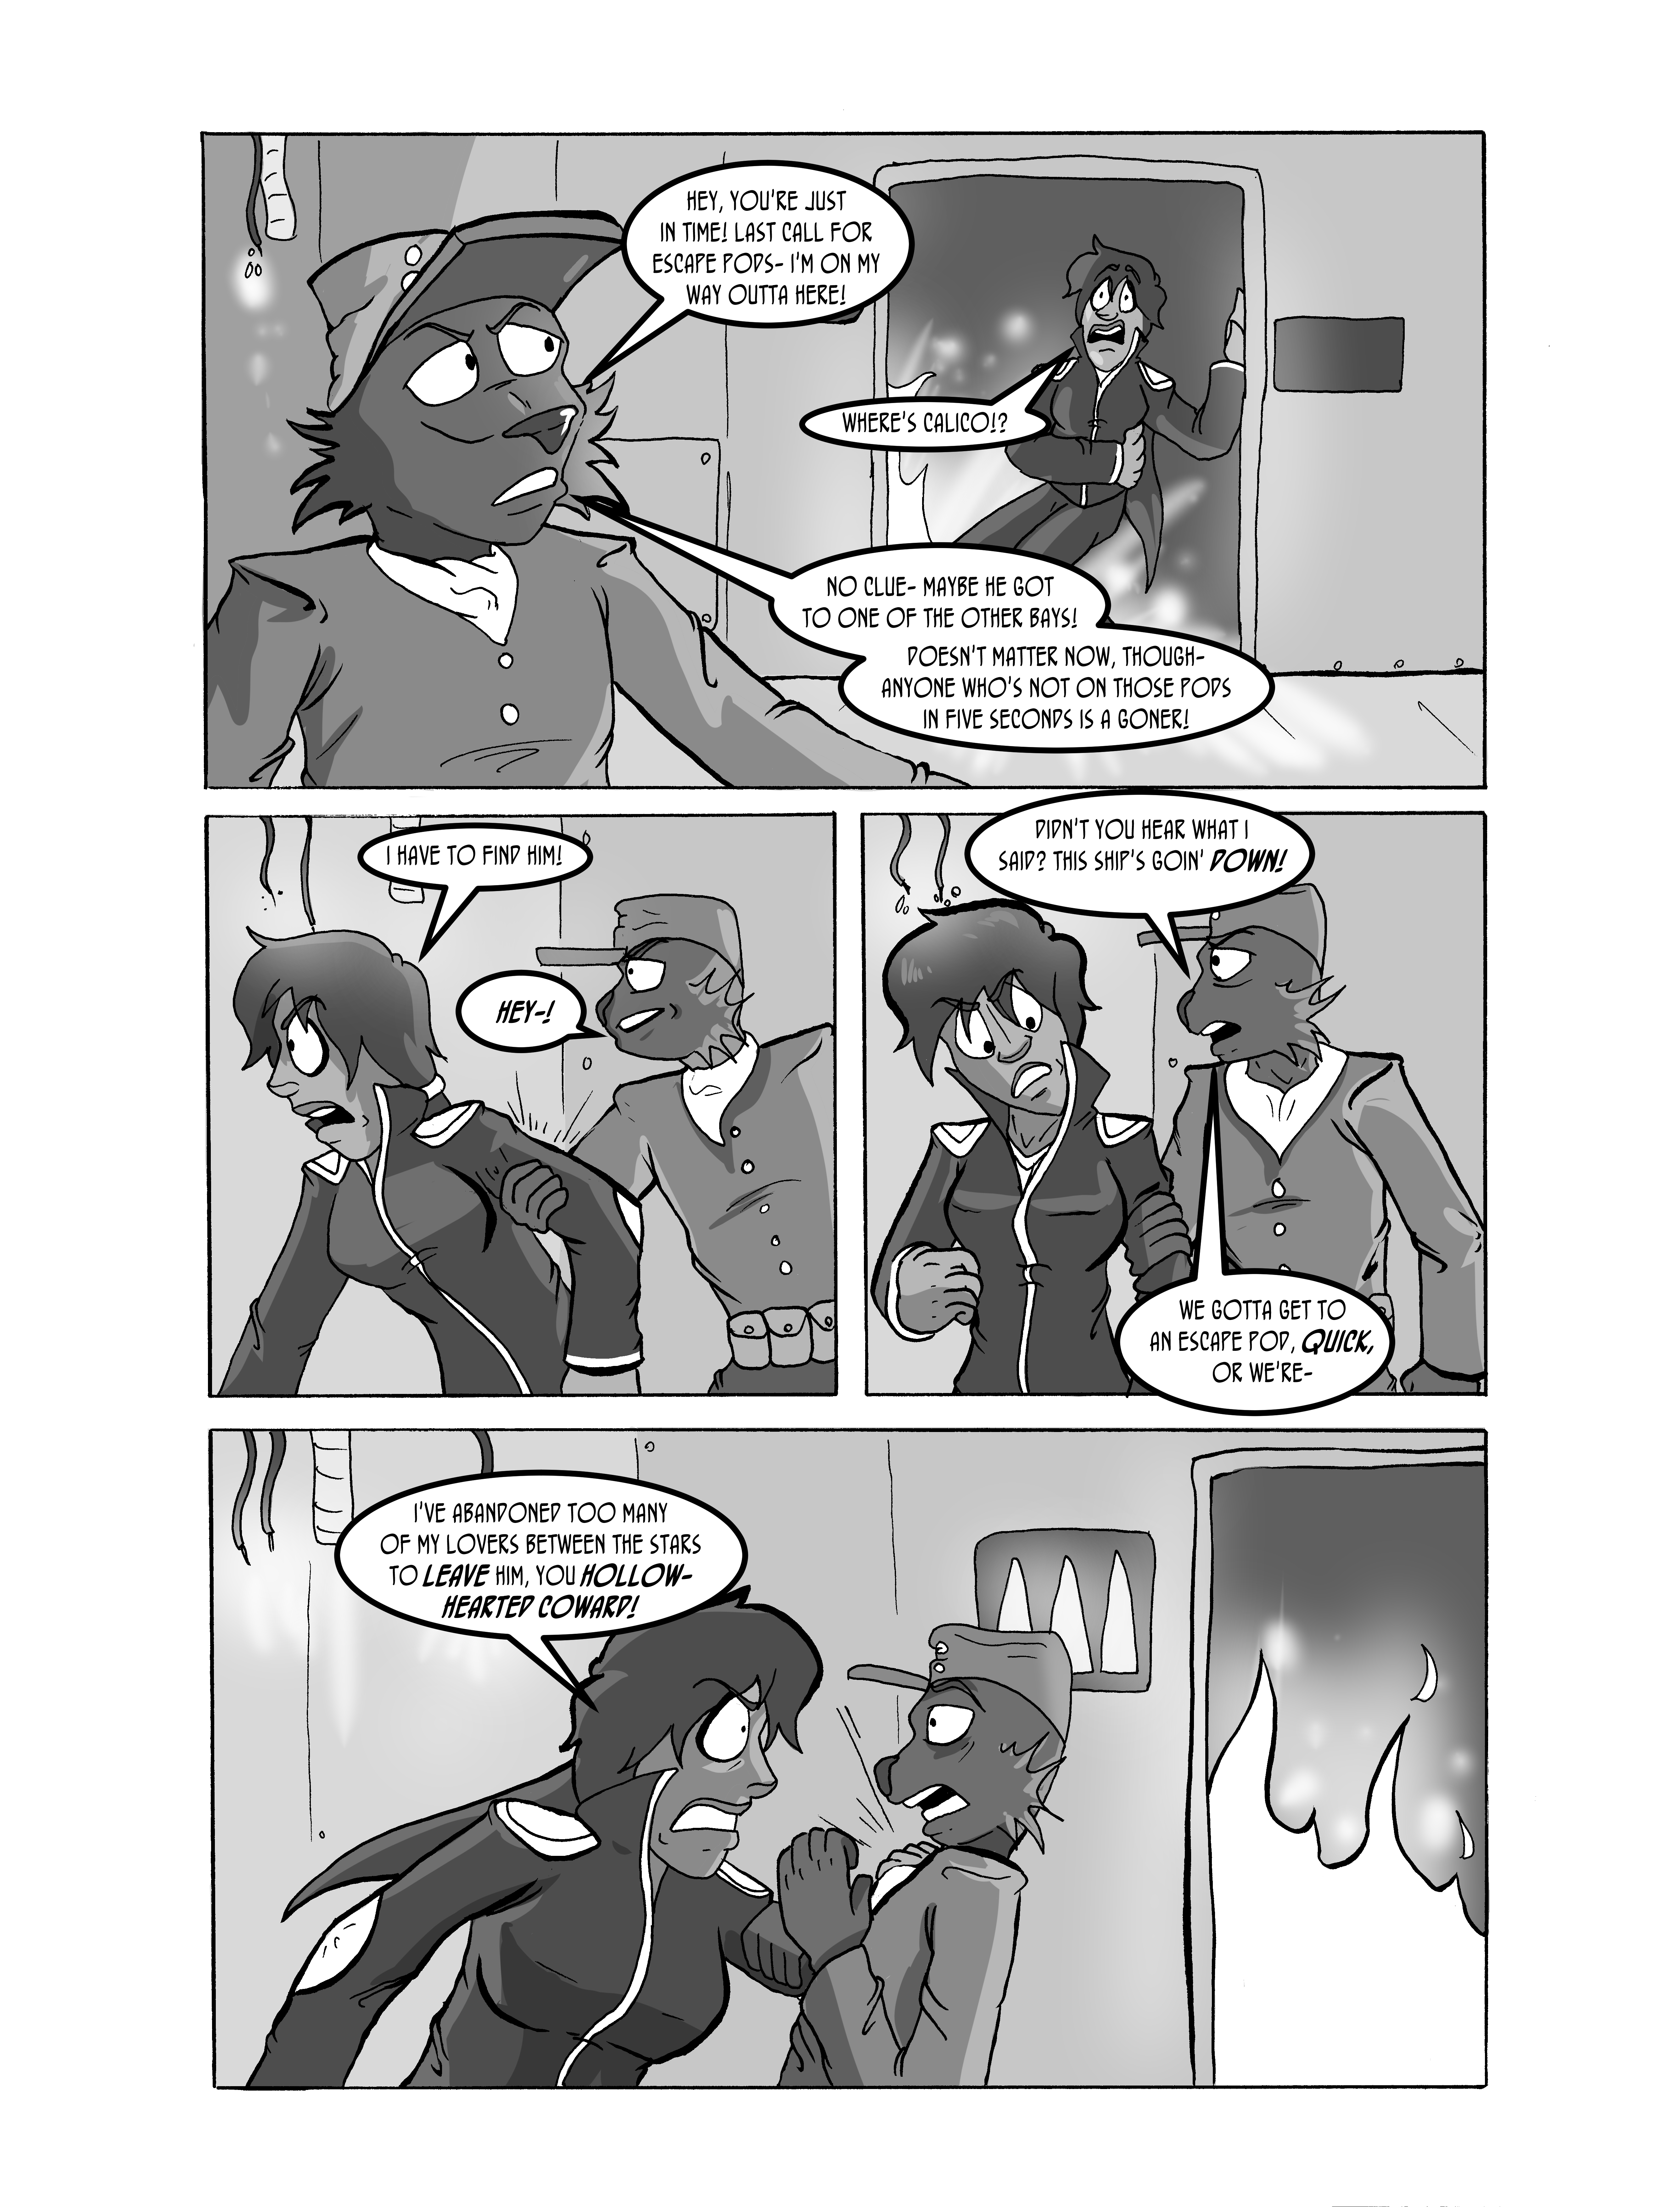 HEY, YOU'RE JUST
IN TIME! LAST CALL FOR
ESCAPE PODS- I'M ON MY
WAY OUTTA HERE!
WHERE'S CALICO!?
NO CLUE- MAYBE HE GOT
TO ONE OF THE OTHER BAYS!
DOESN'T MATTER NOW, THOUGH-
ANYONE WHO'S NOT ON THOSE PODS
IN FIVE SECONDS IS A GONER!
I HAVE TO FIND HIM!
HEY-!
DIDN'T YOU HEAR WHAT I
SAID? THIS SHIP'S GOIN' DOWN!
WE GOTTA GET TO
AN ESCAPE POD, QUICK,
OR WE'RE-
I'VE ABANDONED TOO MANY
OF MY LOVERS BETWEEN THE STARS
TO LEAVE HIM, YOU HOLLOW-
HEARTED COWARD!